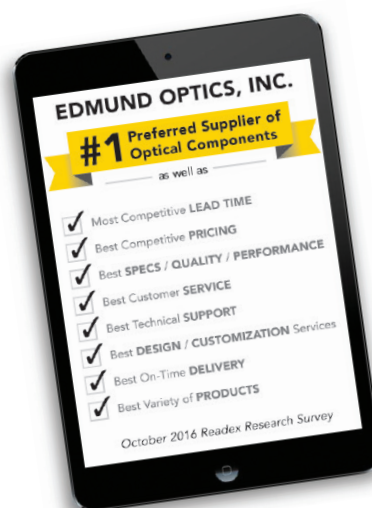 EDMUND OPTICS, INC.
#1 Preferred Supplier of
Optical Components
as well as
Most Competitive LEAD TIME
Best Competitive PRICING
Best SPECS / QUALITY / PERFORMANCE
Best Customer SERVICE
Best Technical SUPPORT
Best DESIGN / CUSTOMIZATION Services
Best On-Time DELIVERY
Best Variety of PRODUCTS
October 2016 Readex Research Survey